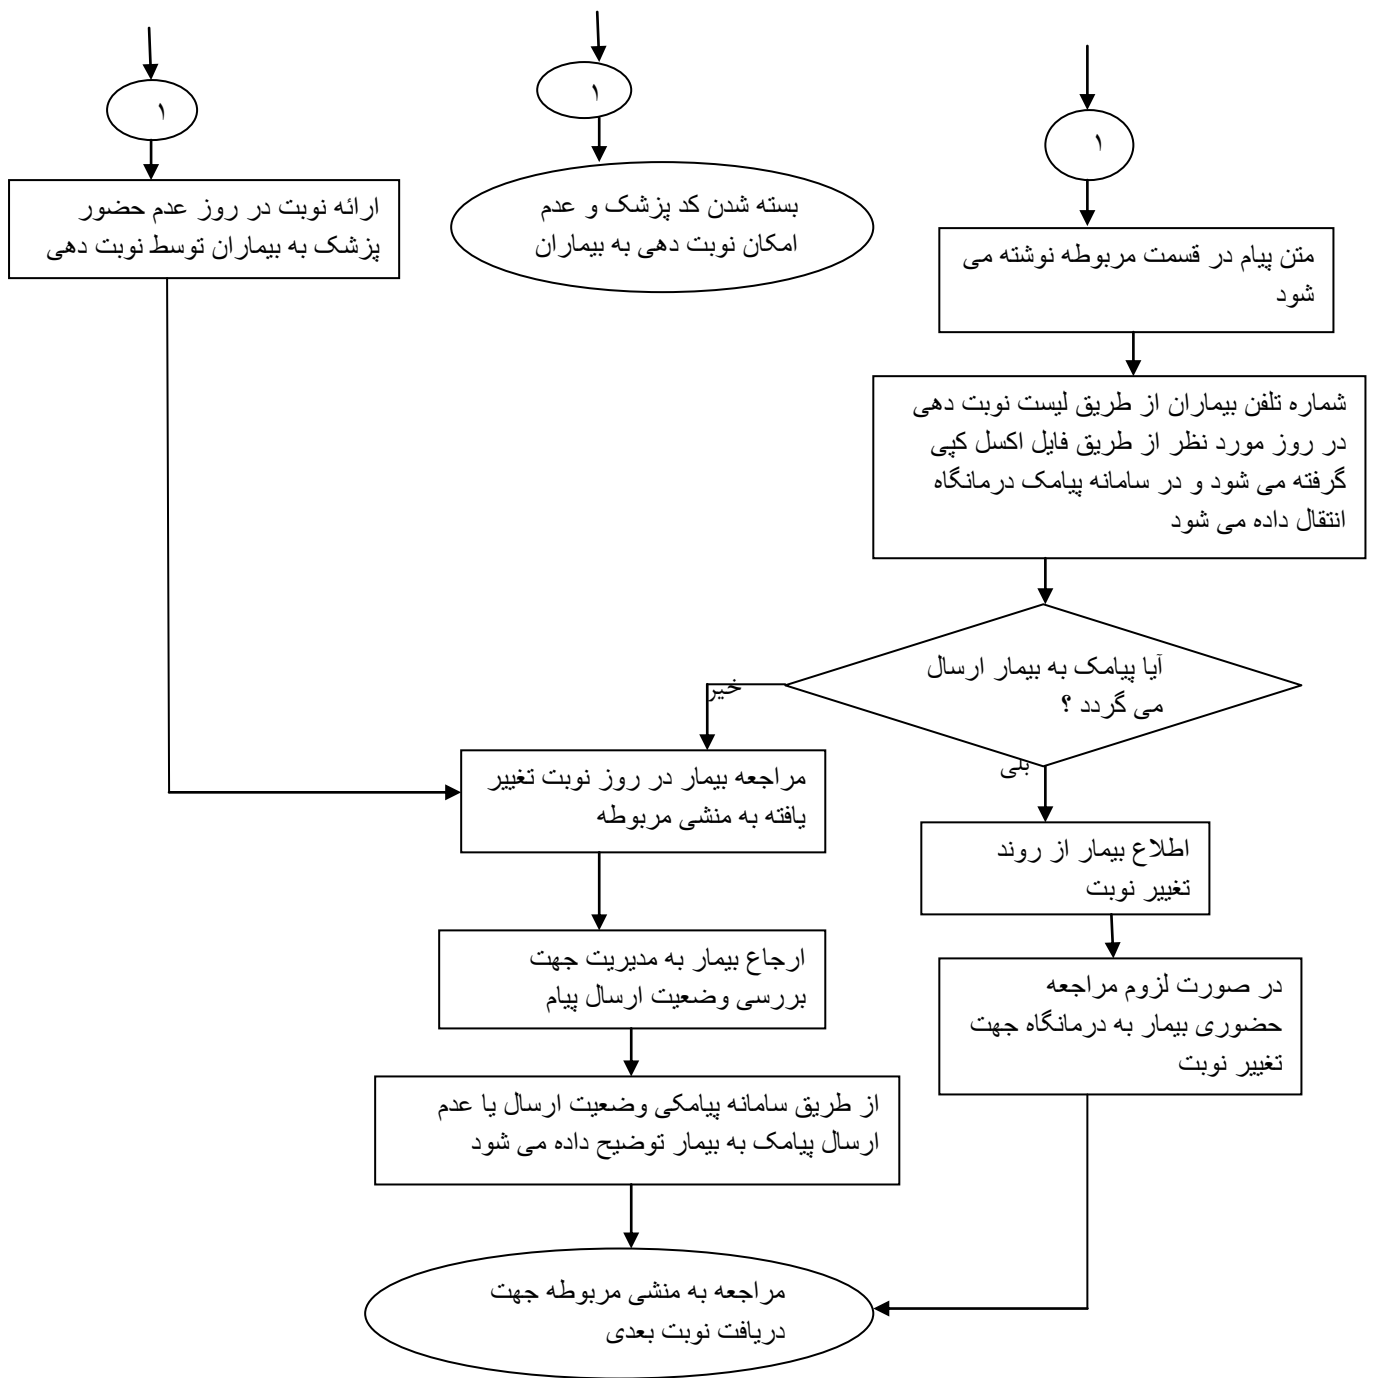 ۱
۱
۱
ارائه نوبت در روز عدم حضور
پزشک به بیماران توسط نوبت دهی
بسته شدن کد پزشک و عدم
امکان نوبت دهی به بیماران
متن پیام در قسمت مربوطه نوشته می
شود
شماره تلفن بیماران از طریق لیست نوبت دهی
در روز مورد نظر از طریق فایل اکسل کپی
گرفته می شود و در سامانه پیامک درمانگاه
انتقال داده می شود
آیا پیامک به بیمار ارسال
می گردد ؟
خیر
بلی
مراجعه بیمار در روز نوبت تغییر
یافته به منشی مربوطه
اطلاع بیمار از روند
تغییر نوبت
ارجاع بیمار به مدیریت جهت
بررسی وضعیت ارسال پیام
در صورت لزوم مراجعه
حضوری بیمار به درمانگاه جهت
تغییر نوبت
از طریق سامانه پیامکی وضعیت ارسال یا عدم
ارسال پیامک به بیمار توضیح داده می شود
مراجعه به منشی مربوطه جهت
دریافت نوبت بعدی